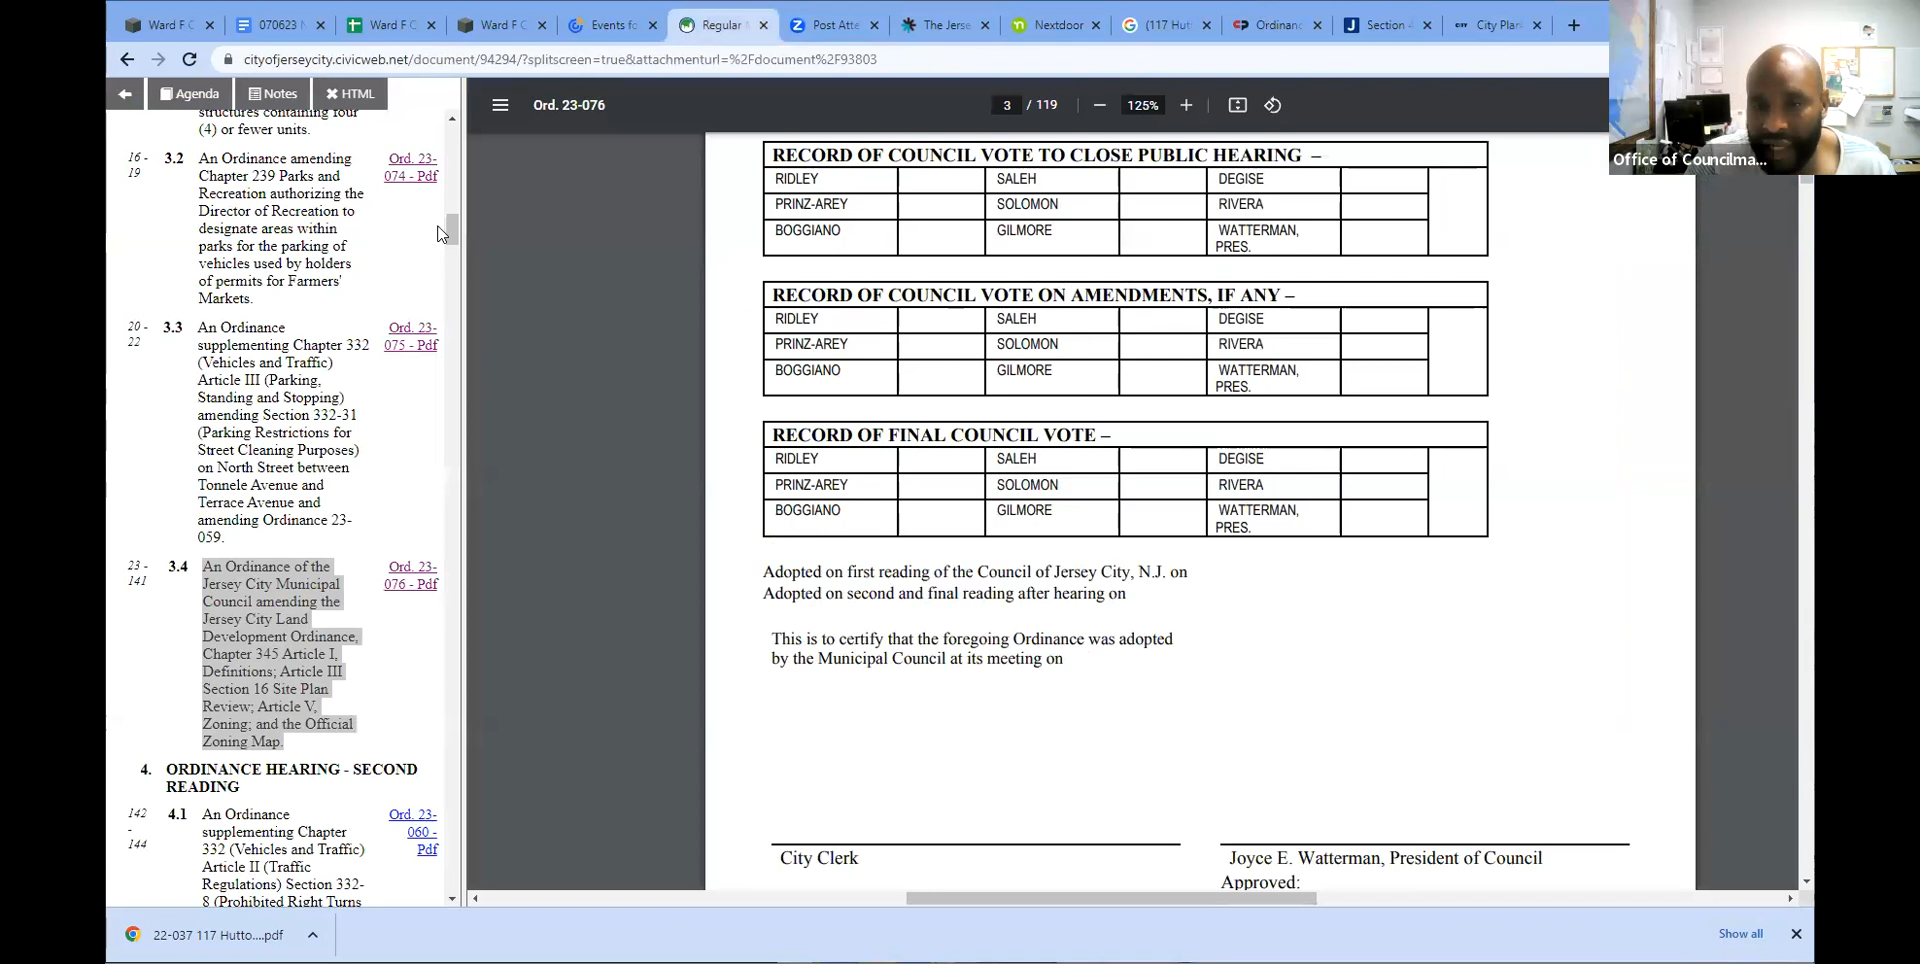 Ward F C
070623 N
Ward F C
Ward F C
Events fo
Regular
Post Atte
The Jerse
Nextdoor
(117 Hut
Ordinanc
Section
City Plan
cityofjerseycity.civicweb.net/document/94294/?splitscreen=true&attachmenturl=%2Fdocument%2F93803
Agenda
Notes
HTML
structures containing four
(4) or fewer units.
16 -
19
3.2
An Ordinance amending
Chapter 239 Parks and
Recreation authorizing the
Director of Recreation to
designate areas within
parks for the parking of
vehicles used by holders
of permits for Farmers'
Markets.
Ord. 23-
074 - Pdf
20 -
22
3.3
An Ordinance
supplementing Chapter 332
(Vehicles and Traffic)
Article III (Parking,
Standing and Stopping)
amending Section 332-31
(Parking Restrictions for
Street Cleaning Purposes)
on North Street between
Tonnele Avenue and
Terrace Avenue and
amending Ordinance 23-
059.
Ord. 23-
075 - Pdf
23 -
141
3.4
An Ordinance of the
Jersey City Municipal
Council amending the
Jersey City Land
Development Ordinance,
Chapter 345 Article I,
Definitions; Article III
Section 16 Site Plan
Review; Article V,
Zoning; and the Official
Zoning Map.
Ord. 23-
076 - Pdf
4. ORDINANCE HEARING - SECOND
READING
142
-
144
4.1
An Ordinance
supplementing Chapter
332 (Vehicles and Traffic)
Article II (Traffic
Regulations) Section 332-
8 (Prohibited Right Turns
Ord. 23-
060 -
Pdf
Ord. 23-076
3 / 119
125%
RECORD OF COUNCIL VOTE TO CLOSE PUBLIC HEARING –
RIDLEY SALEH DEGISE
PRINZ-AREY SOLOMON RIVERA
BOGGIANO GILMORE WATTERMAN,
PRES.
RECORD OF COUNCIL VOTE ON AMENDMENTS, IF ANY –
RIDLEY SALEH DEGISE
PRINZ-AREY SOLOMON RIVERA
BOGGIANO GILMORE WATTERMAN,
PRES.
RECORD OF FINAL COUNCIL VOTE –
RIDLEY SALEH DEGISE
PRINZ-AREY SOLOMON RIVERA
BOGGIANO GILMORE WATTERMAN,
PRES.
Adopted on first reading of the Council of Jersey City, N.J. on
Adopted on second and final reading after hearing on
This is to certify that the foregoing Ordinance was adopted
by the Municipal Council at its meeting on
City Clerk
Joyce E. Watterman, President of Council
Approved:
Office of Councilma...
22-037 117 Hutto....pdf
Show all